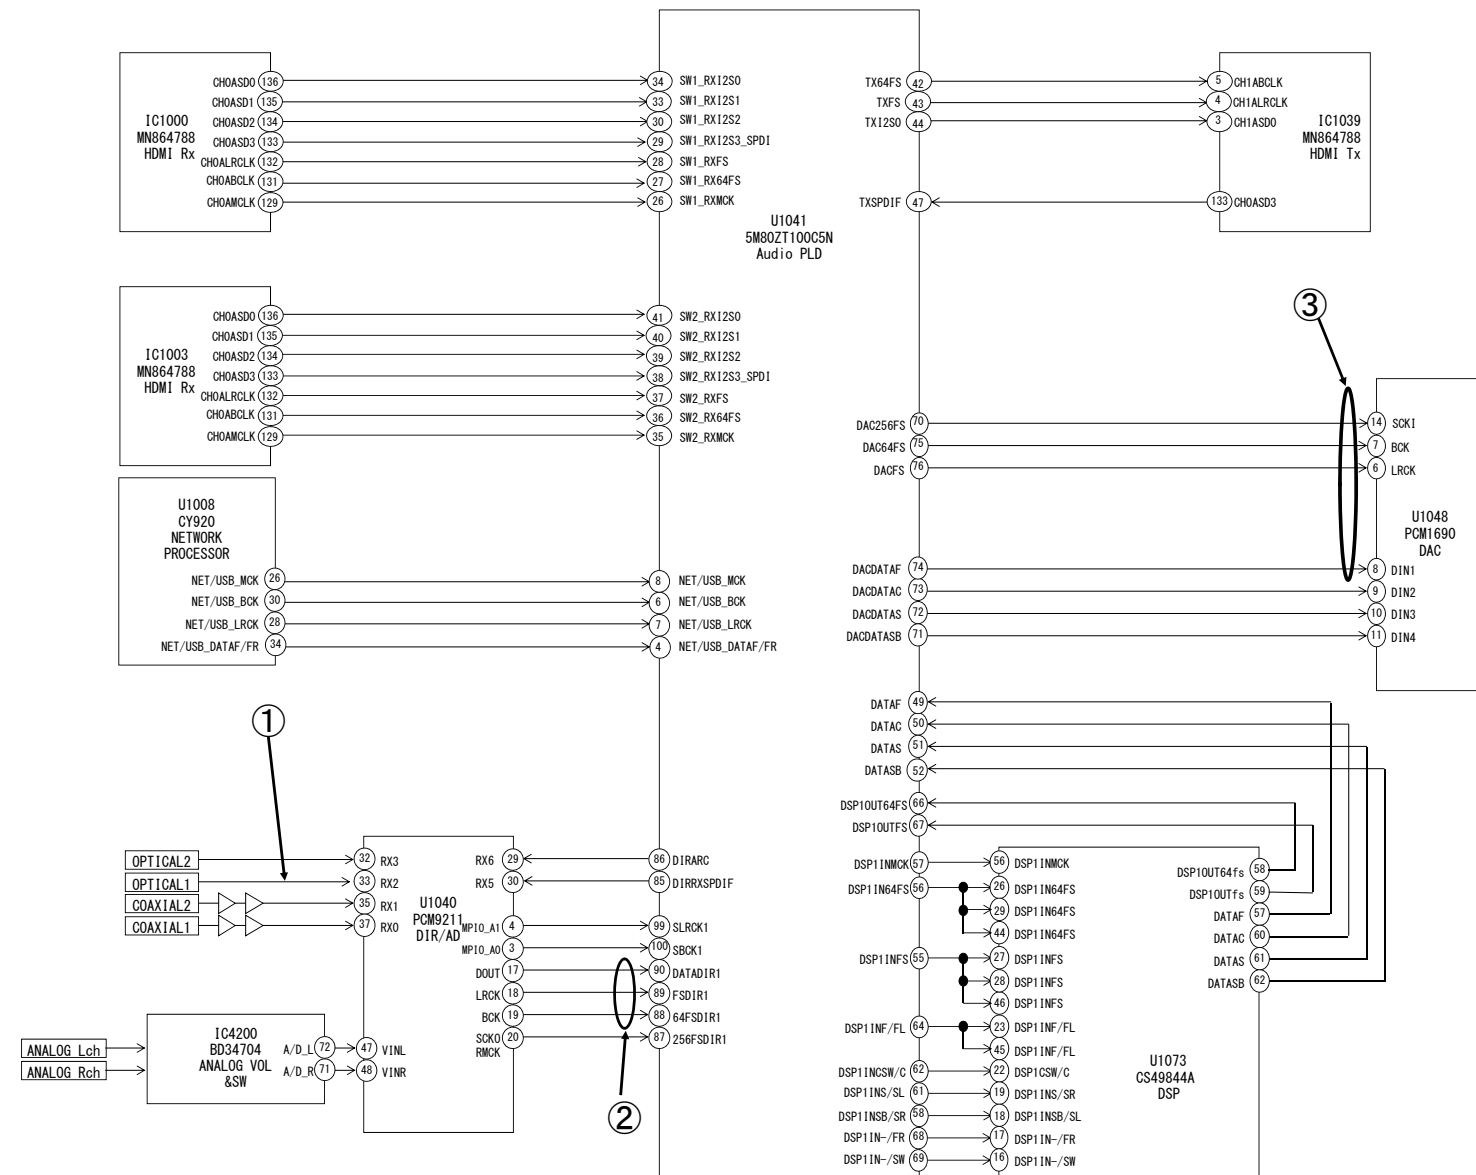 IC1000
MN864788
HDMI Rx
CHOASD0 136
CHOASD1 135
CHOASD2 134
CHOASD3 133
CHOALRCLK 132
CHOABCLK 131
CHOAMCLK 129
34 SW1_RXI2S0
33 SW1_RXI2S1
30 SW1_RXI2S2
29 SW1_RXI2S3_SPDI
28 SW1_RXFS
27 SW1_RX64FS
26 SW1_RXMCK
U1041
5M80ZT100C5N
Audio PLD
TX64FS 42
TXFS 43
TXI2S0 44
TXSPDIF 47
5 CH1ABCLK
4 CH1ALRCLK
3 CH1ASD0
133 CHOASD3
IC1039
MN864788
HDMI Tx
IC1003
MN864788
HDMI Rx
CHOASD0 136
CHOASD1 135
CHOASD2 134
CHOASD3 133
CHOALRCLK 132
CHOABCLK 131
CHOAMCLK 129
41 SW2_RXI2S0
40 SW2_RXI2S1
39 SW2_RXI2S2
38 SW2_RXI2S3_SPDI
37 SW2_RXFS
36 SW2_RX64FS
35 SW2_RXMCK
③
DAC256FS 70
DAC64FS 75
DACFS 76
DACDATAF 74
DACDATAC 73
DACDATAS 72
DACDATASB 71
14 SCKI
7 BCK
6 LRCK
8 DIN1
9 DIN2
10 DIN3
11 DIN4
U1048
PCM1690
DAC
U1008
CY920
NETWORK
PROCESSOR
NET/USB_MCK 26
NET/USB_BCK 30
NET/USB_LRCK 28
NET/USB_DATAF/FR 34
8 NET/USB_MCK
6 NET/USB_BCK
7 NET/USB_LRCK
4 NET/USB_DATAF/FR
①
OPTICAL2
OPTICAL1
COAXIAL2
COAXIAL1
32 RX3
33 RX2
35 RX1
37 RX0
U1040
PCM9211
DIR/AD
RX6 29
RX5 30
MPIO_A1 4
MPIO_A0 3
DOUT 17
LRCK 18
BCK 19
SCKO 20
RMCK
86 DIRARC
85 DIRRXSPDIF
99 SLRCK1
100 SBCK1
90 DATADIR1
89 FSDIR1
88 64FSDIR1
87 256FSDIR1
②
ANALOG Lch
ANALOG Rch
IC4200
BD34704
ANALOG VOL
&SW
A/D_L 72
A/D_R 71
47 VINL
48 VINR
DATAF 49
DATAC 50
DATAS 51
DATASB 52
DSP1OUT64FS 66
DSP1OUTFS 67
DSP1INMCK 57
DSP1IN64FS 56
DSP1INFS 55
DSP1INF/FL 64
DSP1INCSW/C 62
DSP1INS/SL 61
DSP1INSB/SR 58
DSP1IN-/FR 68
DSP1IN-/SW 69
56 DSP1INMCK
26 DSP1IN64FS
29 DSP1IN64FS
44 DSP1IN64FS
27 DSP1INFS
28 DSP1INFS
46 DSP1INFS
23 DSP1INF/FL
45 DSP1INF/FL
22 DSP1CSW/C
19 DSP1INS/SR
18 DSP1INSB/SL
17 DSP1IN-/FR
16 DSP1IN-/SW
DSP1OUT64fs 58
DSP1OUTfs 59
DATAF 57
DATAC 60
DATAS 61
DATASB 62
U1073
CS49844A
DSP